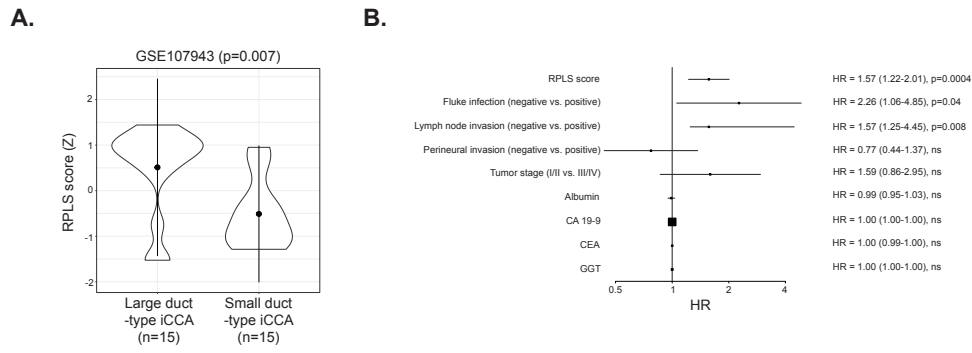 A.
GSE107943 (p=0.007)
RPLS score (Z)
2
1
0
-1
-2
Large duct
-type iCCA
(n=15)
Small duct
-type iCCA
(n=15)
B.
RPLS score
HR = 1.57 (1.22-2.01), p=0.0004
Fluke infection (negative vs. positive)
HR = 2.26 (1.06-4.85), p=0.04
Lymph node invasion (negative vs. positive)
HR = 1.57 (1.25-4.45), p=0.008
Perineural invasion (negative vs. positive)
HR = 0.77 (0.44-1.37), ns
Tumor stage (I/II vs. III/IV)
HR = 1.59 (0.86-2.95), ns
Albumin
HR = 0.99 (0.95-1.03), ns
CA 19-9
HR = 1.00 (1.00-1.00), ns
CEA
HR = 1.00 (0.99-1.00), ns
GGT
HR = 1.00 (1.00-1.00), ns
0.5 1 2 4
HR